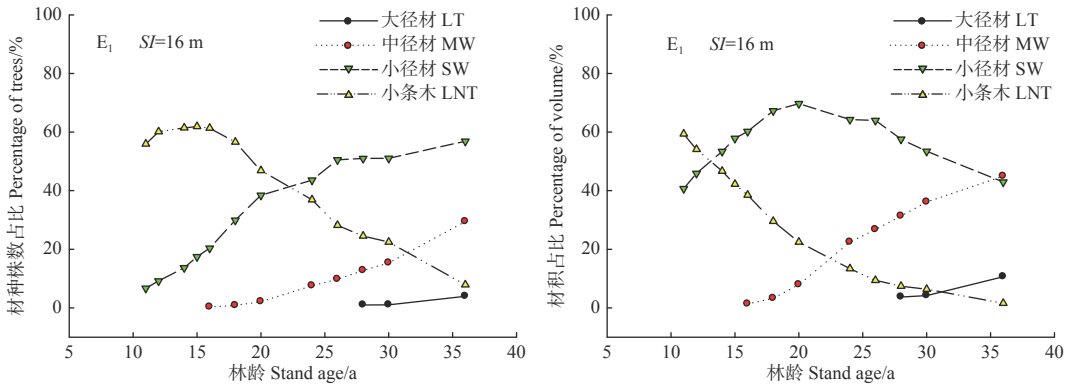 材种株数占比 Percentage of trees/%
100
80
60
40
20
0
E1 SI=16 m
大径材 LT
中径材 MW
小径材 SW
小条木 LNT
5 10 15 20 25 30 35 40
林龄 Stand age/a
材积占比 Percentage of volume/%
100
80
60
40
20
0
E1 SI=16 m
大径材 LT
中径材 MW
小径材 SW
小条木 LNT
5 10 15 20 25 30 35 40
林龄 Stand age/a